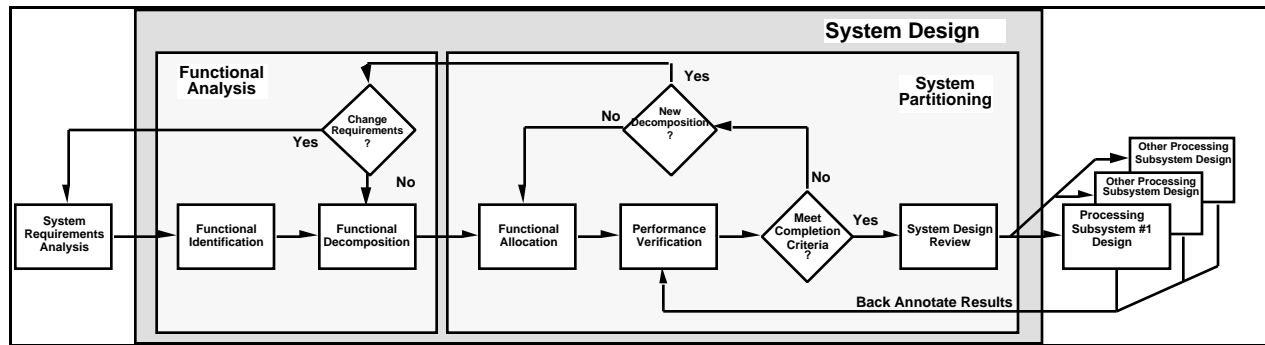 System Design
Functional
Analysis
System
Partitioning
Yes
Change
Requirements
?
Yes
No
New
Decomposition
?
No
No
System
Requirements
Analysis
Functional
Identification
Functional
Decomposition
Functional
Allocation
Performance
Verification
Meet
Completion
Criteria
?
Yes
System Design
Review
Other Processing
Subsystem Design
Other Processing
Subsystem Design
Processing
Subsystem #1
Design
Back Annotate Results